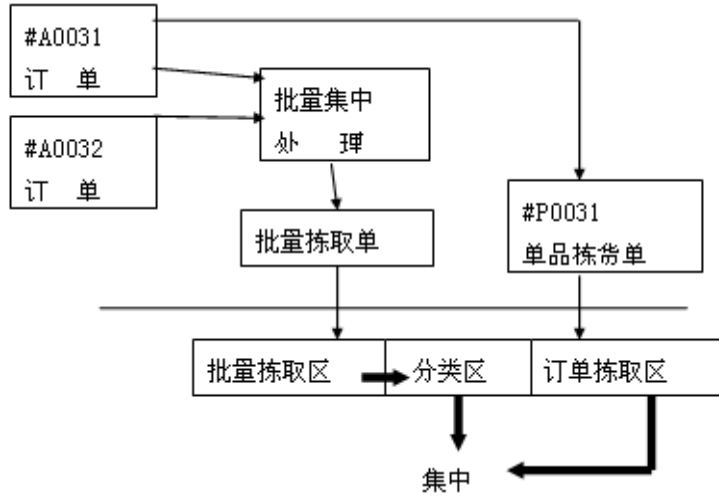 #A0031
订 单
批量集中
处 理
#A0032
订 单
#P0031
单品拣货单
批量拣取单
批量拣取区
分类区
订单拣取区
集中